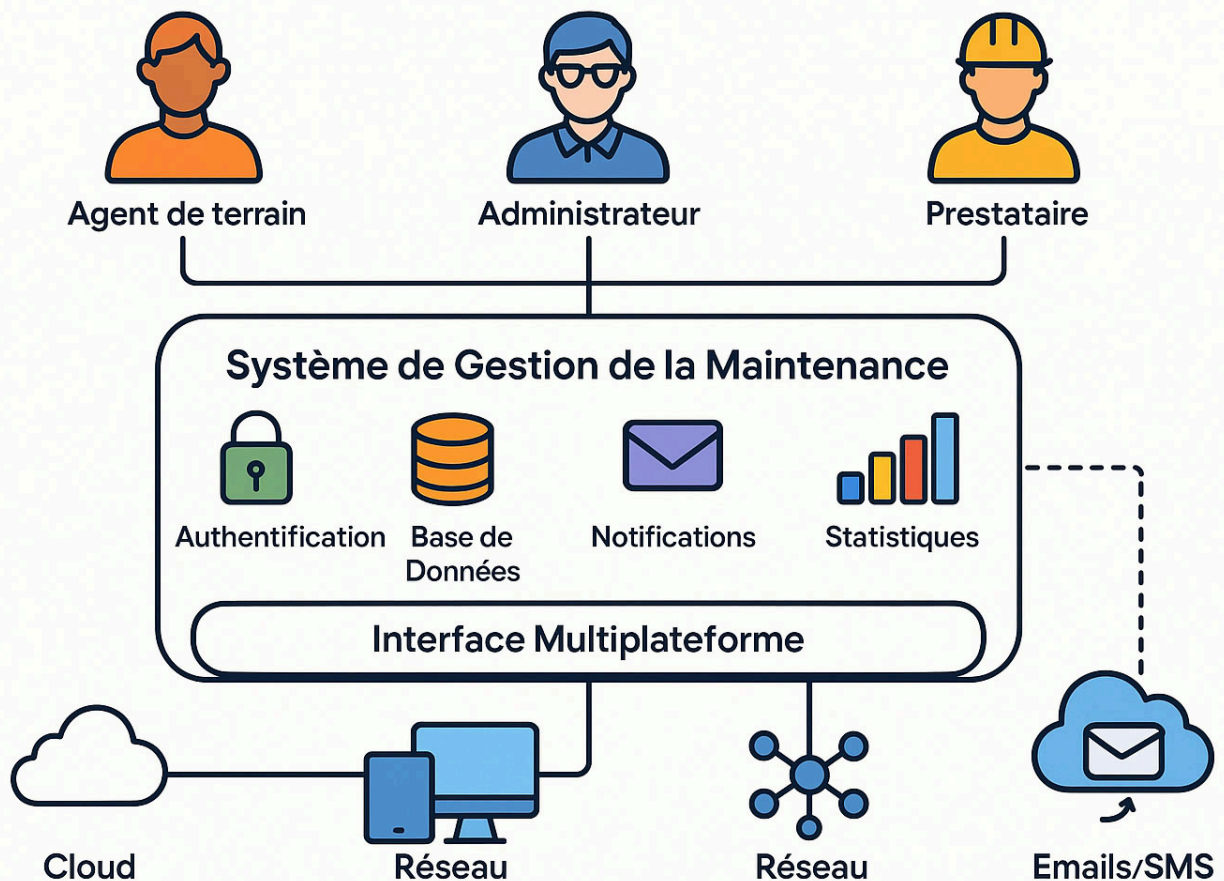 Agent de terrain
Administrateur
Prestataire
Système de Gestion de la Maintenance
Authentification
Base de
Données
Notifications
Statistiques
Interface Multiplateforme
Cloud
Réseau
Réseau
Emails/SMS